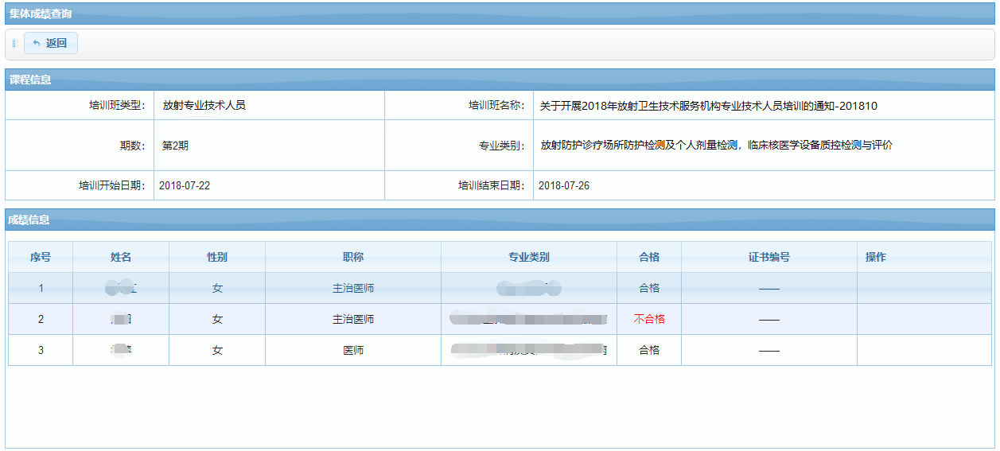 集体成绩查询
返回
课程信息
培训班类型： 放射专业技术人员 培训班名称： 关于开展2018年放射卫生技术服务机构专业技术人员培训的通知-201810
期数： 第2期 专业类别： 放射防护诊疗场所防护检测及个人剂量检测，临床核医学设备质控检测与评价
培训开始日期： 2018-07-22 培训结束日期： 2018-07-26
成绩信息
序号 姓名 性别 职称 专业类别 合格 证书编号 操作
1 女 主治医师 合格 ——
2 女 主治医师 不合格 ——
3 女 医师 合格 ——